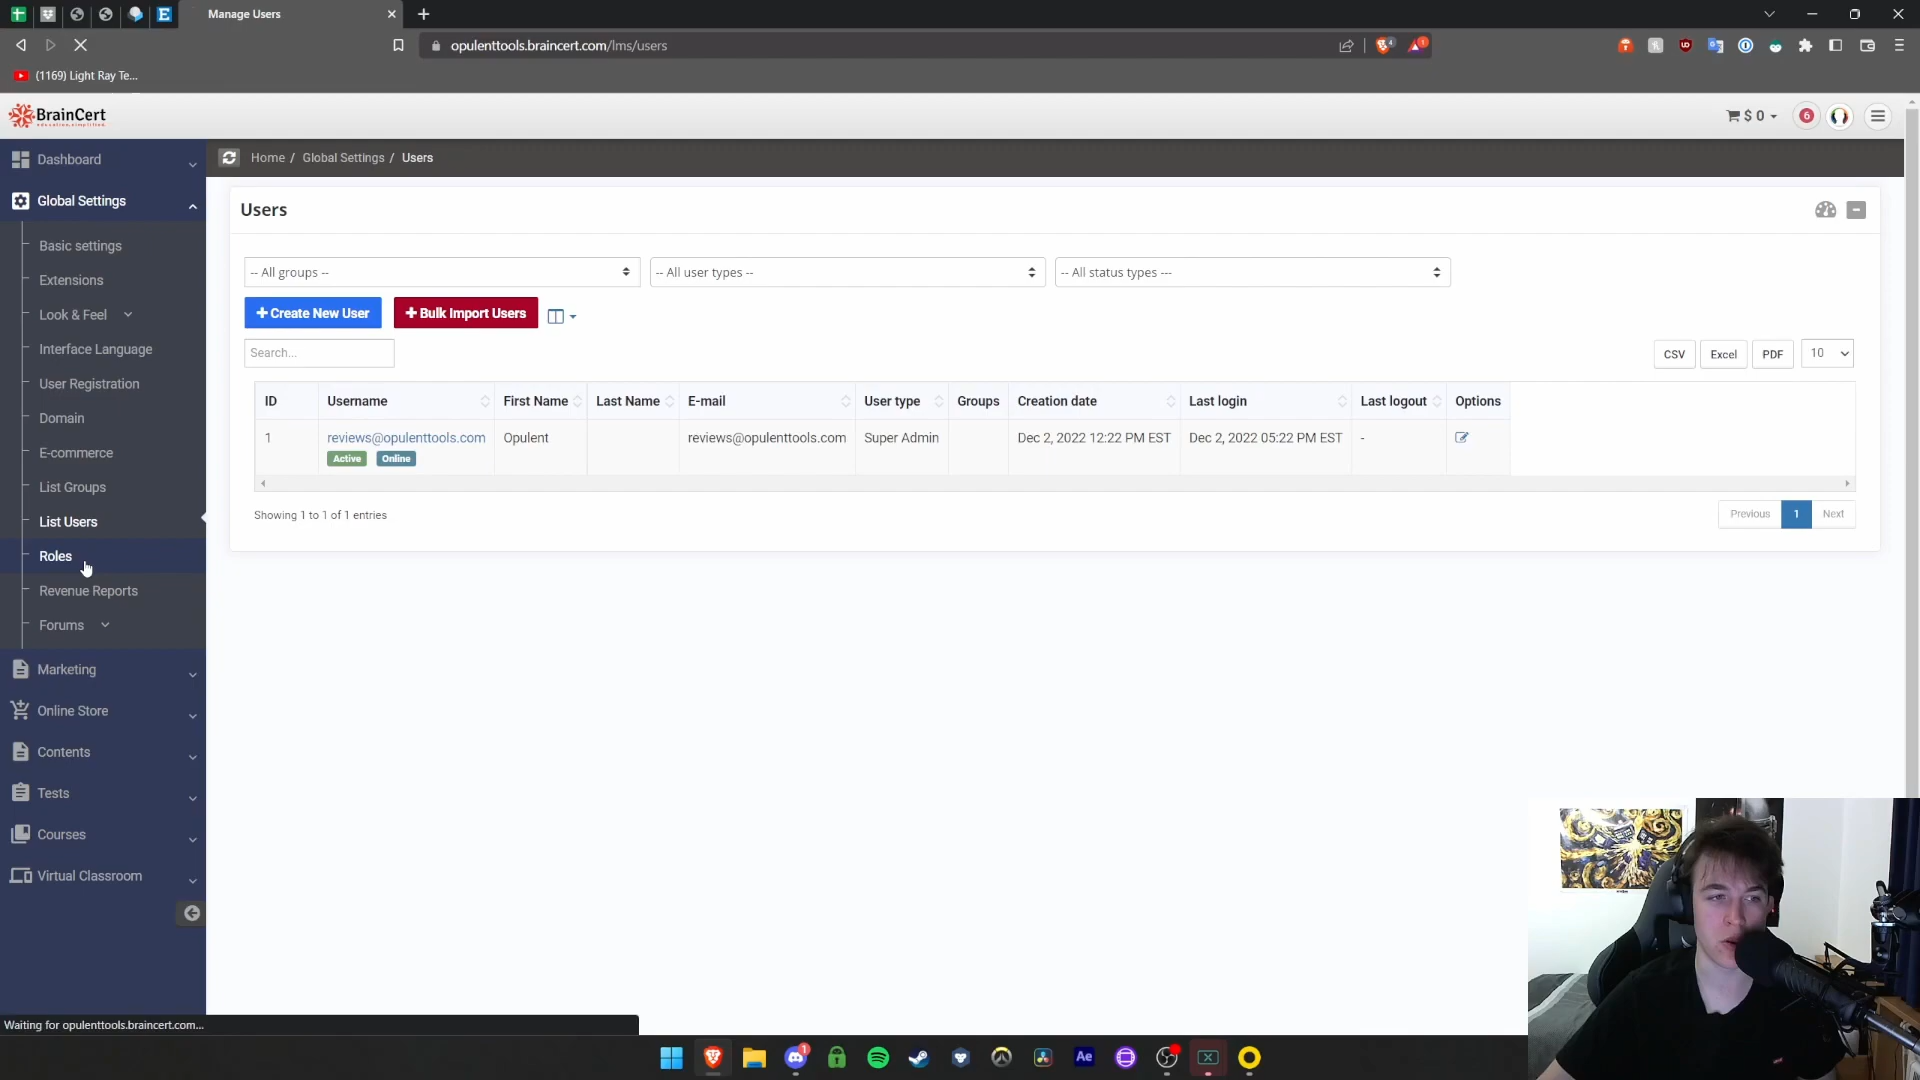 Manage Users
opulenttools.braincert.com/lms/users
4
1
(1169) Light Ray Te...
BrainCert
$ 0
6
Dashboard
Home / Global Settings / Users
Global Settings
Users
Basic settings
Extensions
Look & Feel
Interface Language
User Registration
Domain
E-commerce
List Groups
List Users
Roles
Revenue Reports
Forums
Marketing
Online Store
Contents
Tests
Courses
Virtual Classroom
-- All groups --
-- All user types --
-- All status types ---
+ Create New User
+ Bulk Import Users
Search...
CSV
Excel
PDF
10
ID Username First Name Last Name E-mail User type Groups Creation date Last login Last logout Options
1 reviews@opulenttools.com Opulent reviews@opulenttools.com Super Admin Dec 2, 2022 12:22 PM EST Dec 2, 2022 05:22 PM EST -
Active Online
Showing 1 to 1 of 1 entries
Previous 1 Next
Waiting for opulenttools.braincert.com...
1
Ae